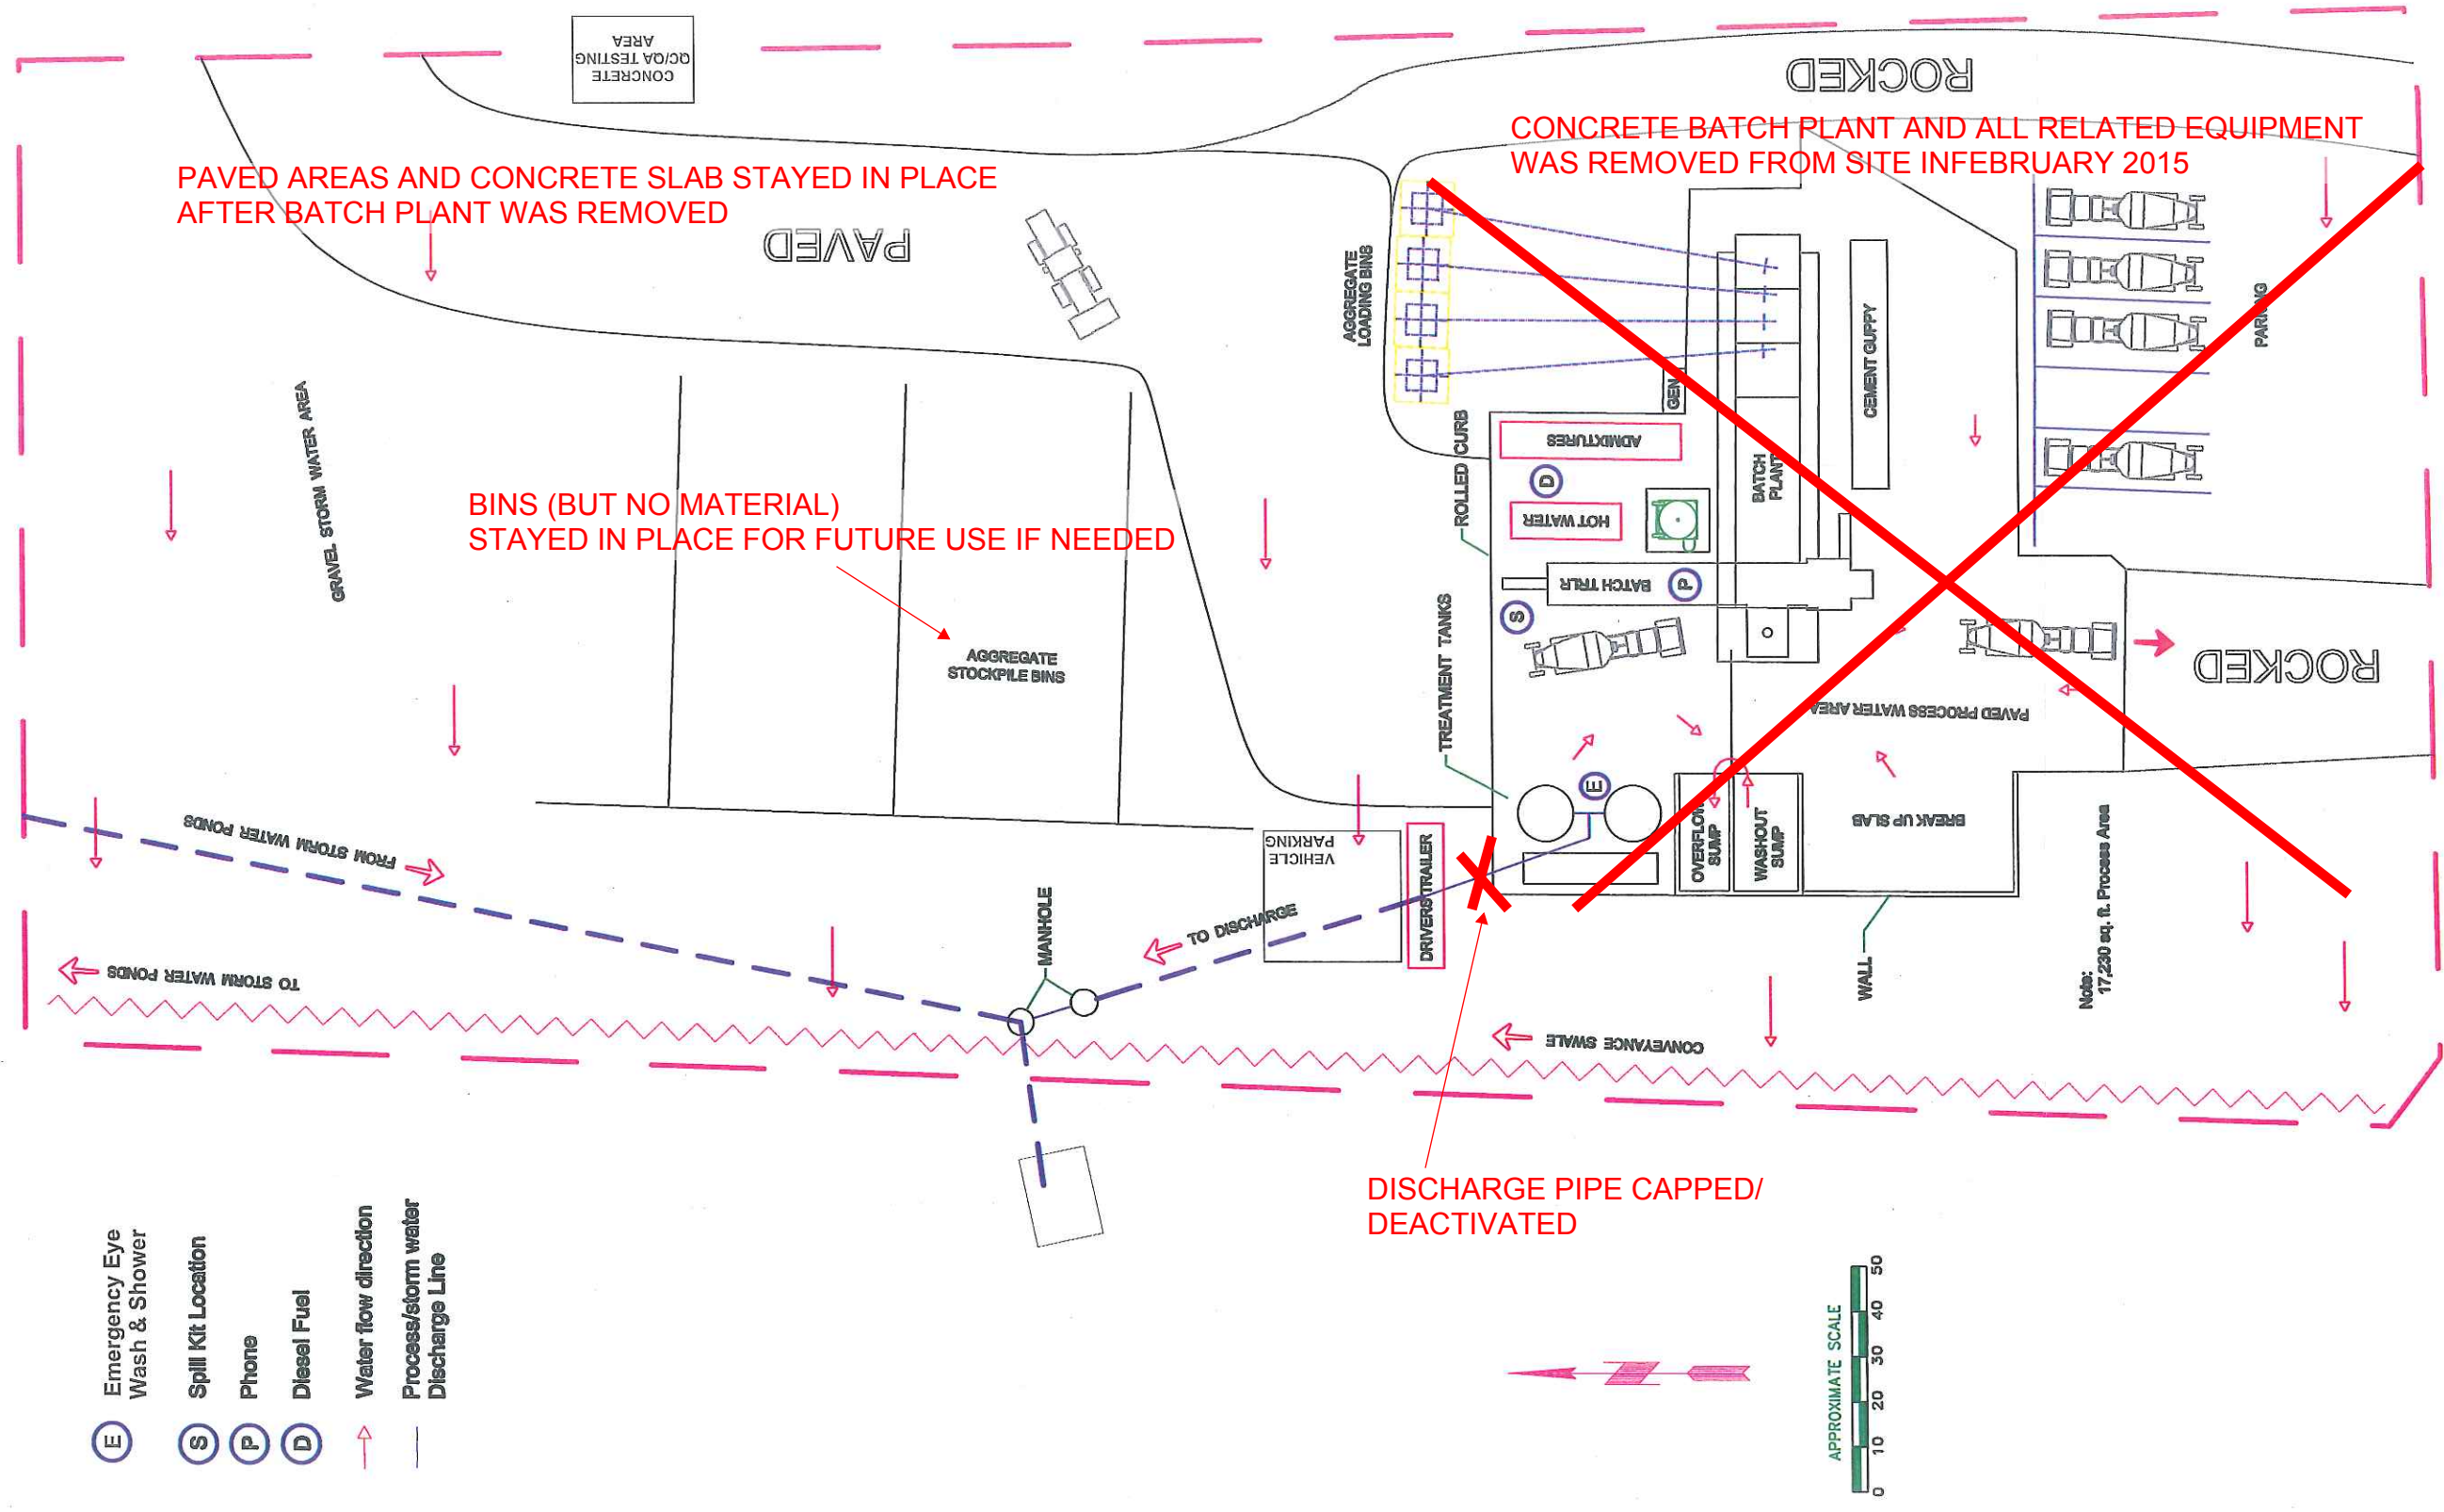 CONCRETE
QC/QA TESTING
AREA
ROCKED
CONCRETE BATCH PLANT AND ALL RELATED EQUIPMENT
WAS REMOVED FROM SITE INFEBRUARY 2015
PAVED AREAS AND CONCRETE SLAB STAYED IN PLACE
AFTER BATCH PLANT WAS REMOVED
PAVED
AGGREGATE
LOADING BINS
GEN
CEMENT GUPPY
PARKING
GRAVEL STORM WATER AREA
ROLLED CURB
ADMIXTURES
D
BATCH
PLANT
BINS (BUT NO MATERIAL)
STAYED IN PLACE FOR FUTURE USE IF NEEDED
HOT WATER
BATCH TRLR
P
S
AGGREGATE
STOCKPILE BINS
TREATMENT TANKS
ROCKED
PAVED PROCESS WATER AREA
E
OVERFLOW
SUMP
WASHOUT
SUMP
BREAK UP SLAB
FROM STORM WATER PONDS
VEHICLE
PARKING
DRIVERS TRAILER
MANHOLE
TO DISCHARGE
WALL
Note:
17,230 sq. ft. Process Area
TO STORM WATER PONDS
CONVEYANCE SWALE
DISCHARGE PIPE CAPPED/
DEACTIVATED
E Emergency Eye
Wash & Shower
S Spill Kit Location
P Phone
D Diesel Fuel
Water flow direction
Process/storm water
Discharge Line
N
APPROXIMATE SCALE
0 10 20 30 40 50